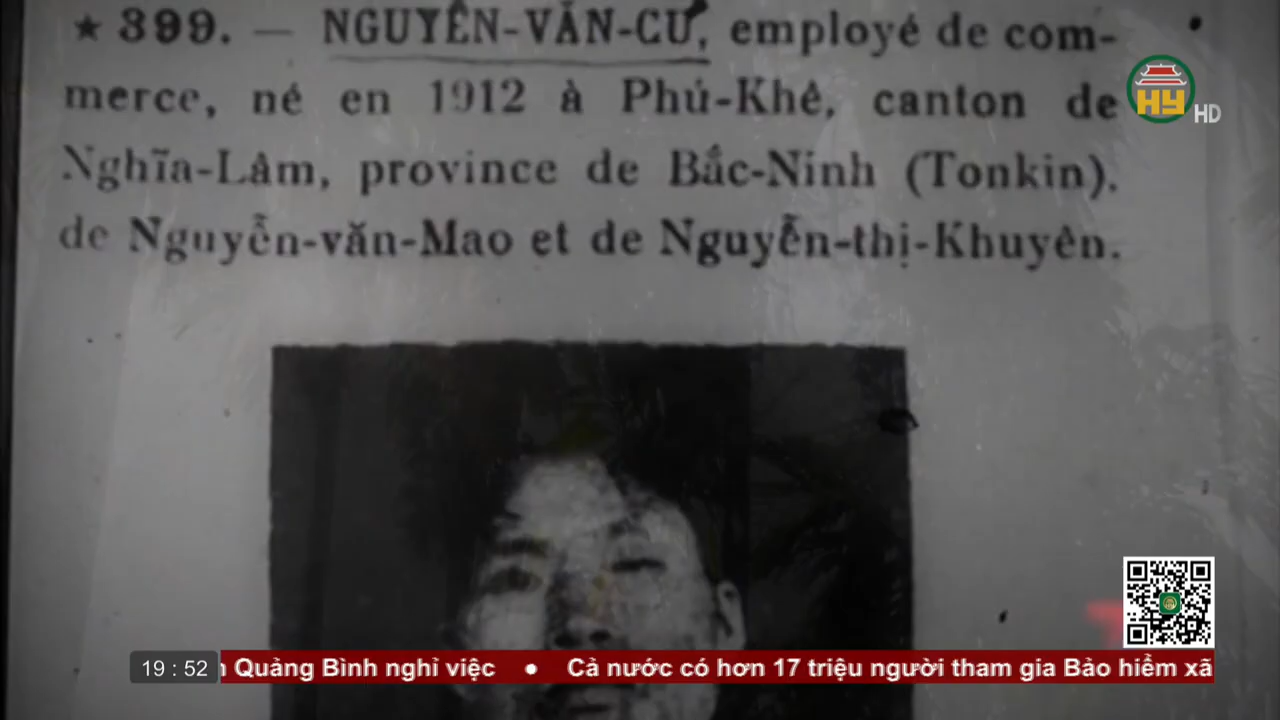 ★ 399. — NGUYỄN-VĂN-CỪ, employé de com-
merce, né en 1912 à Phù-Khê, canton de
Nghĩa-Lâm, province de Bắc-Ninh (Tonkin),
de Nguyễn-văn-Mao et de Nguyễn-thị-Khuyên.
HY HD
19 : 52
Quảng Bình nghỉ việc ● Cả nước có hơn 17 triệu người tham gia Bảo hiểm xã